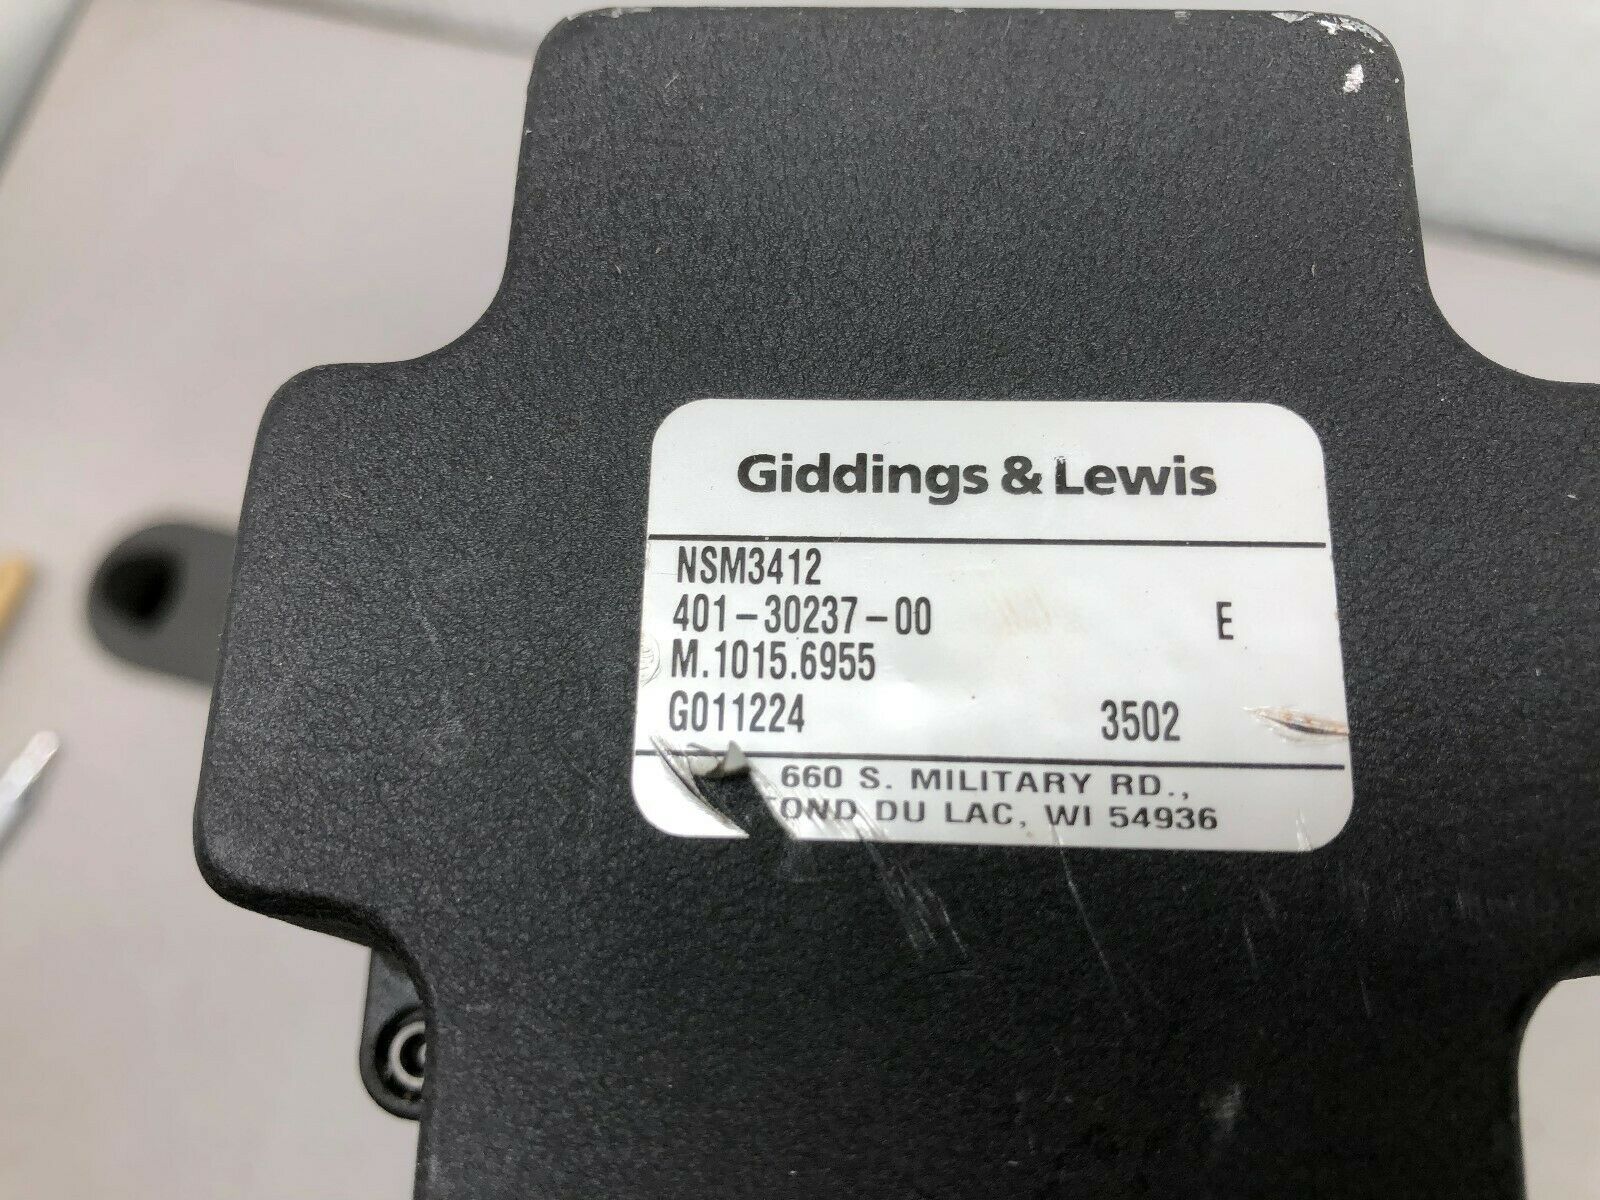 Giddings & Lewis
NSM3412
401-30237-00 E
M.1015.6955
G011224 3502
660 S. MILITARY RD.,
FOND DU LAC, WI 54936